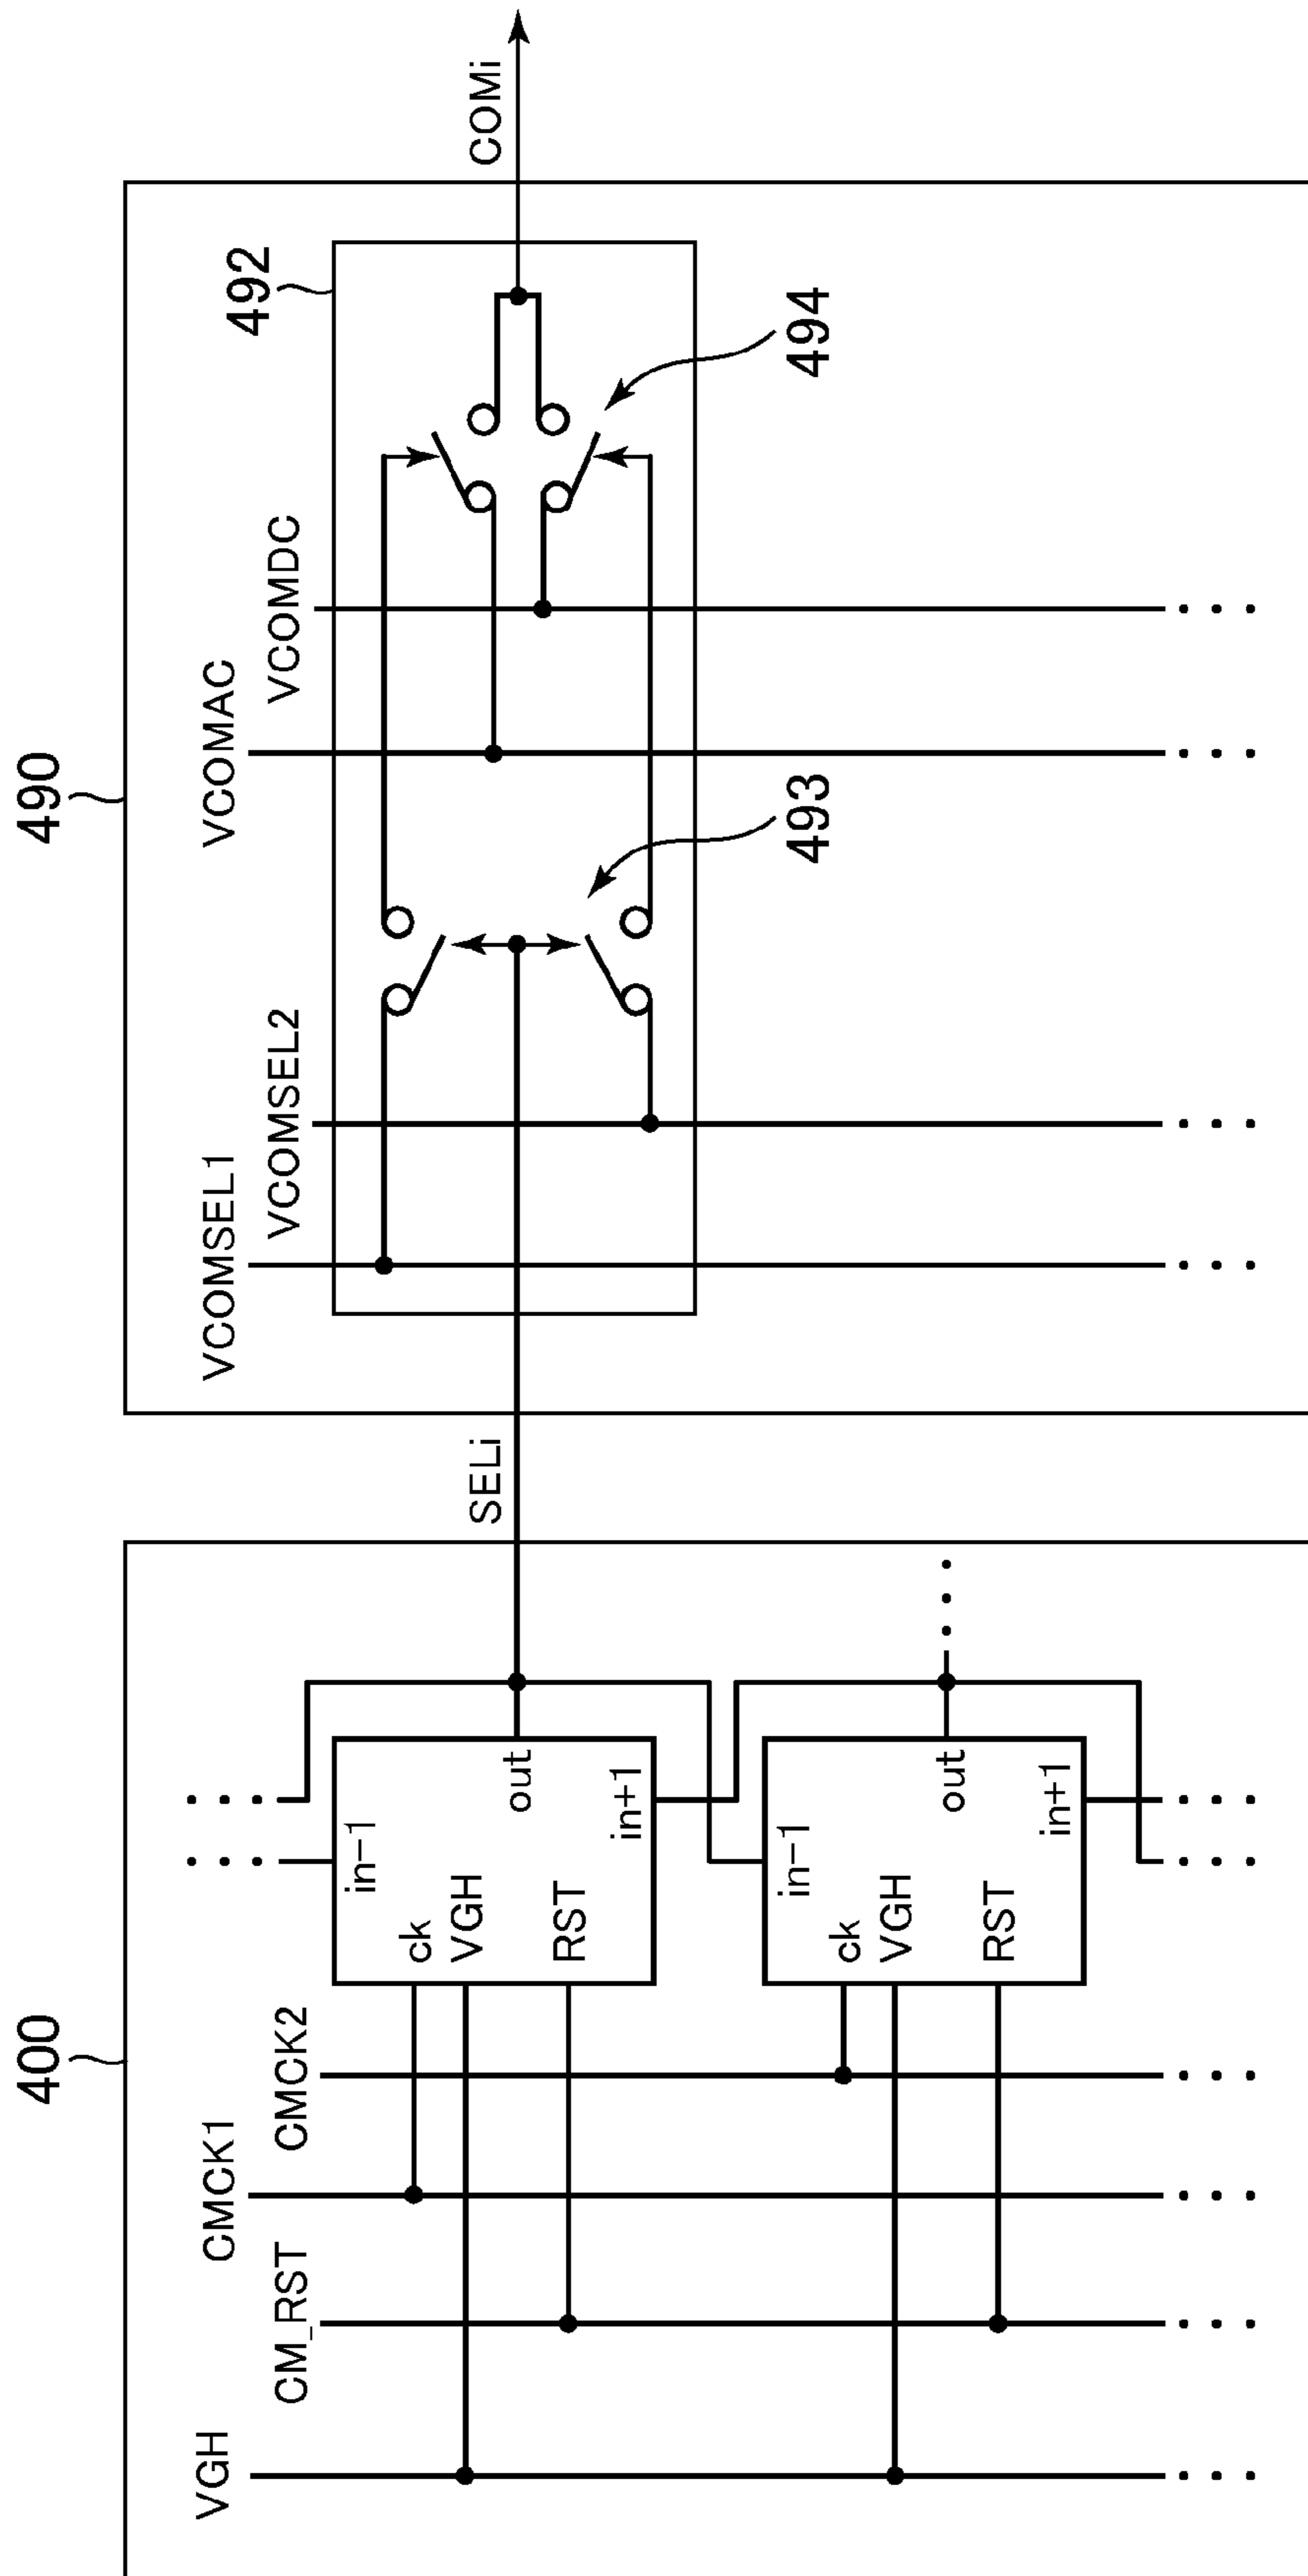 400
VGH
CM_RST
CMCK1
CMCK2
in-1
ck
VGH
RST
out
in+1
in-1
ck
VGH
RST
out
in+1
SELi
490
VCOMSEL1
VCOMSEL2
VCOMAC
VCOMDC
492
493
494
COMi